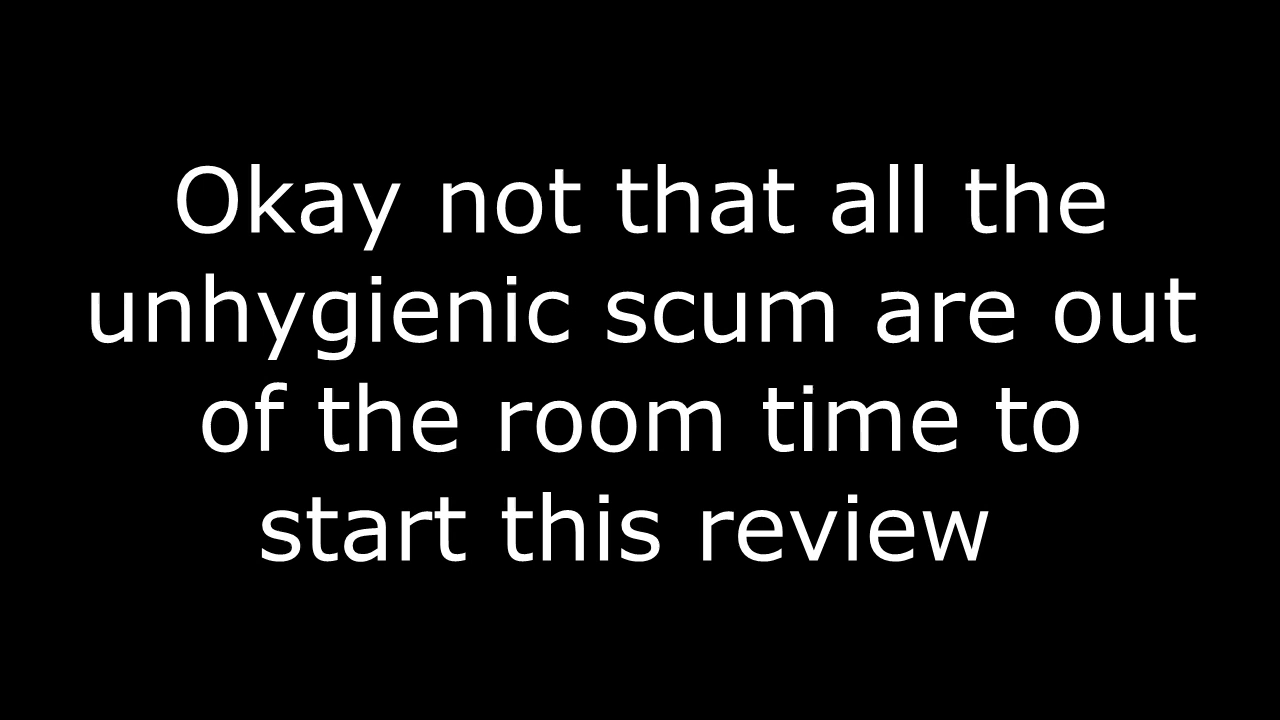 Okay not that all the
unhygienic scum are out
of the room time to
start this review